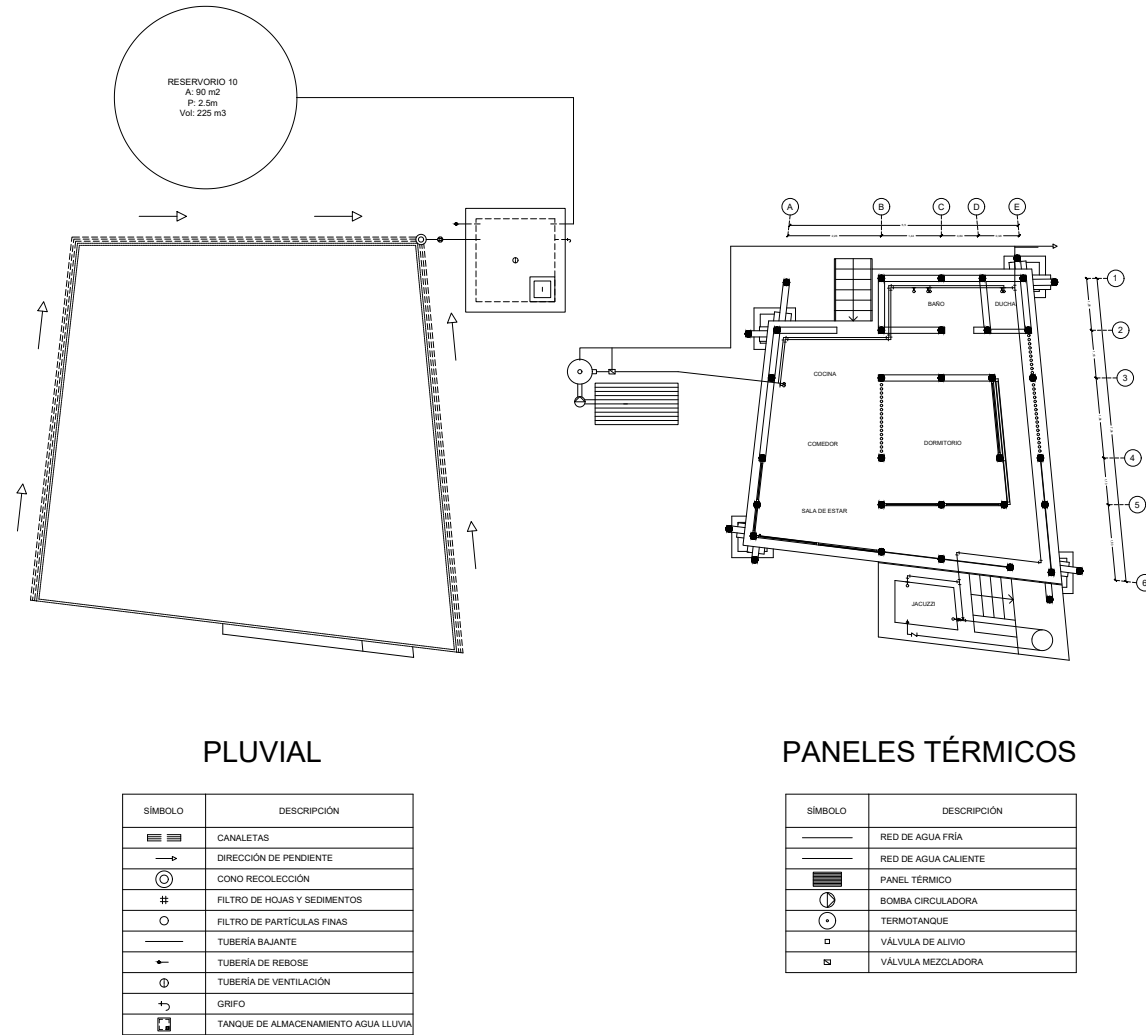 RESERVORIO 10
A: 90 m2
P: 2.5m
Vol: 225 m3
A
B
C
D
E
1
2
3
4
5
6
BAÑO
DUCHA
COCINA
COMEDOR
DORMITORIO
SALA DE ESTAR
JACUZZI
PLUVIAL
SÍMBOLO DESCRIPCIÓN
CANALETAS
DIRECCIÓN DE PENDIENTE
CONO RECOLECCIÓN
FILTRO DE HOJAS Y SEDIMENTOS
FILTRO DE PARTÍCULAS FINAS
TUBERÍA BAJANTE
TUBERÍA DE REBOSE
TUBERÍA DE VENTILACIÓN
GRIFO
TANQUE DE ALMACENAMIENTO AGUA LLUVIA
PANELES TÉRMICOS
SÍMBOLO DESCRIPCIÓN
RED DE AGUA FRÍA
RED DE AGUA CALIENTE
PANEL TÉRMICO
BOMBA CIRCULADORA
TERMOTANQUE
VÁLVULA DE ALIVIO
VÁLVULA MEZCLADORA